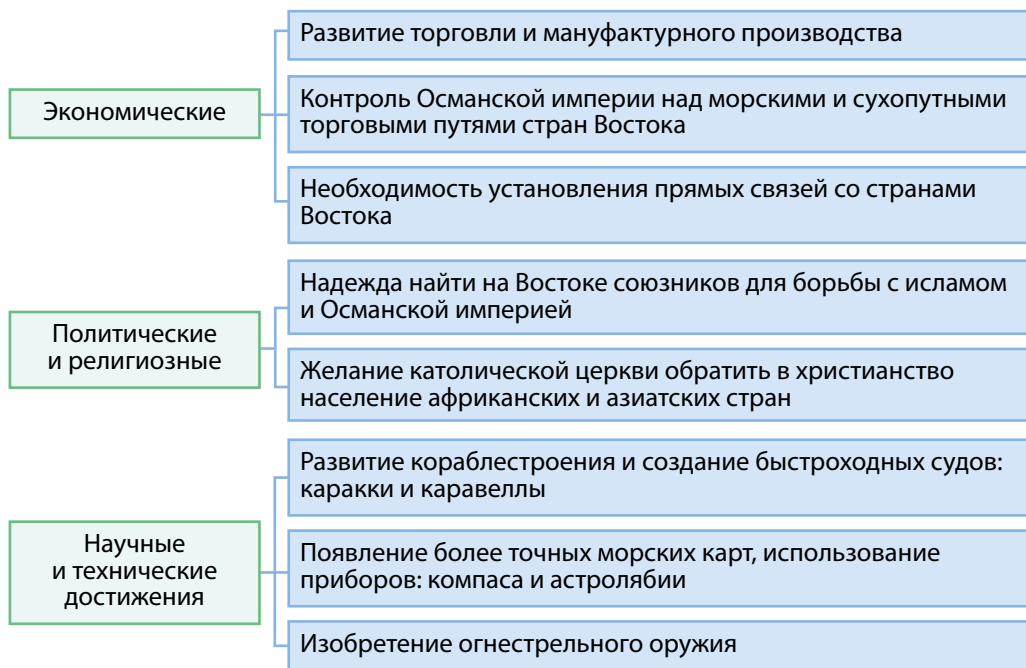 Экономические
Развитие торговли и мануфактурного производства
Контроль Османской империи над морскими и сухопутными
торговыми путями стран Востока
Необходимость установления прямых связей со странами
Востока
Политические
и религиозные
Надежда найти на Востоке союзников для борьбы с исламом
и Османской империей
Желание католической церкви обратить в христианство
население африканских и азиатских стран
Научные
и технические
достижения
Развитие кораблестроения и создание быстроходных судов:
каракки и каравеллы
Появление более точных морских карт, использование
приборов: компаса и астролябии
Изобретение огнестрельного оружия